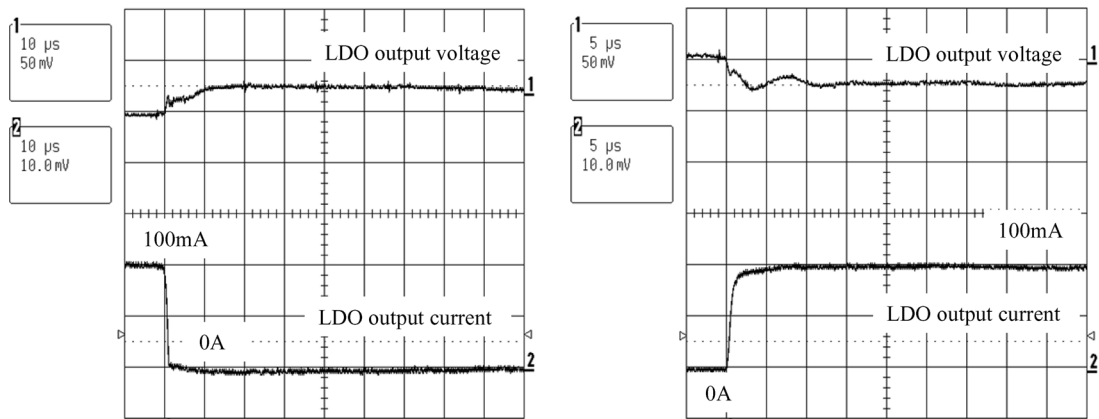 1
10 µs
50 mV
2
10 µs
10.0 mV
LDO output voltage
1
100mA
LDO output current
0A
2
1
5 µs
50 mV
2
5 µs
10.0 mV
LDO output voltage
1
100mA
LDO output current
0A
2